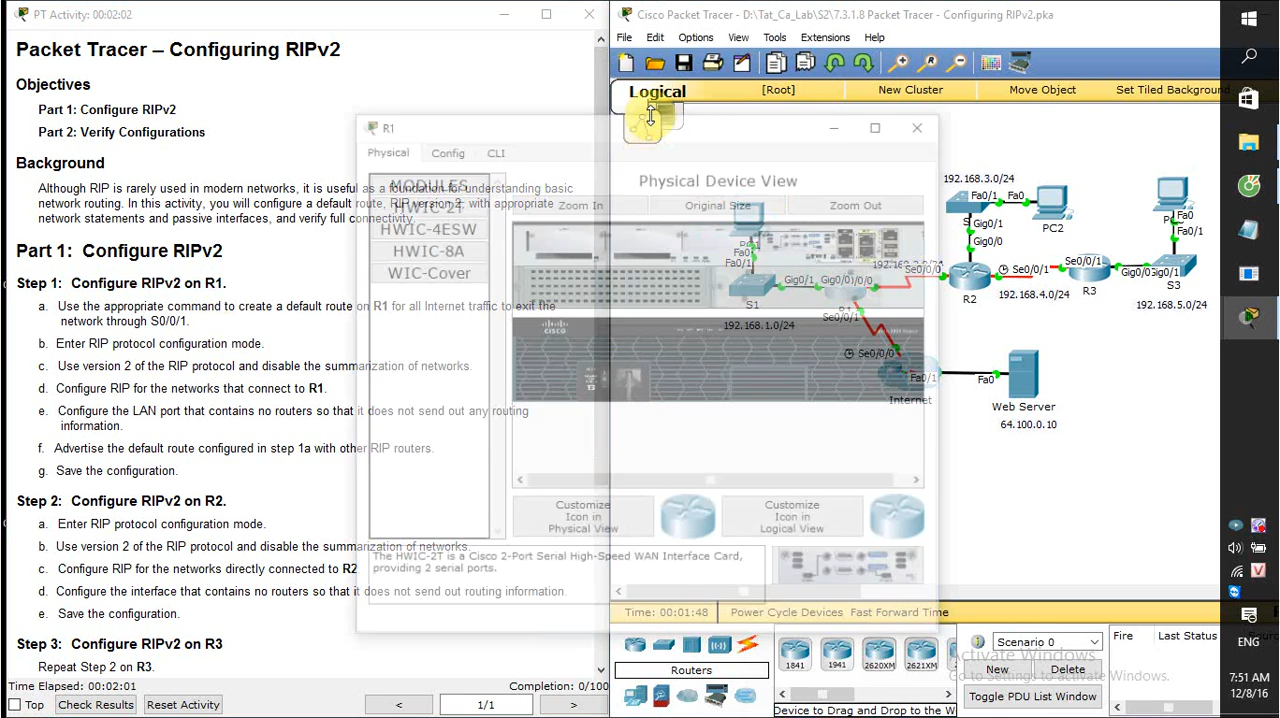 PT Activity: 00:02:02
Packet Tracer – Configuring RIPv2
Objectives
Part 1: Configure RIPv2
Part 2: Verify Configurations
Background
Although RIP is rarely used in modern networks, it is useful as a foundation for understanding basic
network routing. In this activity, you will configure a default route, RIP version 2, with appropriate
network statements and passive interfaces, and verify full connectivity.
Part 1: Configure RIPv2
Step 1: Configure RIPv2 on R1.
a. Use the appropriate command to create a default route on R1 for all Internet traffic to exit the
network through S0/0/1.
b. Enter RIP protocol configuration mode.
c. Use version 2 of the RIP protocol and disable the summarization of networks.
d. Configure RIP for the networks that connect to R1.
e. Configure the LAN port that contains no routers so that it does not send out any routing
information.
f. Advertise the default route configured in step 1a with other RIP routers.
g. Save the configuration.
Step 2: Configure RIPv2 on R2.
a. Enter RIP protocol configuration mode.
b. Use version 2 of the RIP protocol and disable the summarization of networks.
c. Configure RIP for the networks directly connected to R2
d. Configure the interface that contains no routers so that it does not send out routing information.
e. Save the configuration.
Step 3: Configure RIPv2 on R3
Repeat Step 2 on R3.
Time Elapsed: 00:02:01
Completion: 0/100
Top
Check Results
Reset Activity
<
1/1
>
Cisco Packet Tracer - D:\Tat_Ca_Lab\S2\7.3.1.8 Packet Tracer - Configuring RIPv2.pka
File Edit Options View Tools Extensions Help
Logical
[Root]
New Cluster
Move Object
Set Tiled Background
R1
Physical Config CLI
MODULES
HWIC-2T
HWIC-4ESW
HWIC-8A
WIC-Cover
Physical Device View
Zoom In
Original Size
Zoom Out
Customize
Icon in
Physical View
Customize
Icon in
Logical View
The HWIC-2T is a Cisco 2-Port Serial High-Speed WAN Interface Card,
providing 2 serial ports.
192.168.3.0/24
Fa0/1
Fa0
PC2
Gig0/1
Gig0/0
Se0/0/0
R2
Se0/0/1
192.168.4.0/24
Se0/0/1
R3
Fa0
Fa0/1
Gig0/0
S3
192.168.5.0/24
Fa0
Fa0/1
S1
Gig0/1
Gig0/0
192.168.1.0/24
Se0/0/1
Se0/0/0
Fa0/1
Internet
Fa0
Web Server
64.100.0.10
Time: 00:01:48
Power Cycle Devices Fast Forward Time
Routers
1841
1941
2620XM
2621XM
Device to Drag and Drop to the W
Scenario 0
New
Delete
Toggle PDU List Window
Fire
Last Status
Activate Windows
Go to Settings to activate Windows.
ENG
7:51 AM
12/8/16